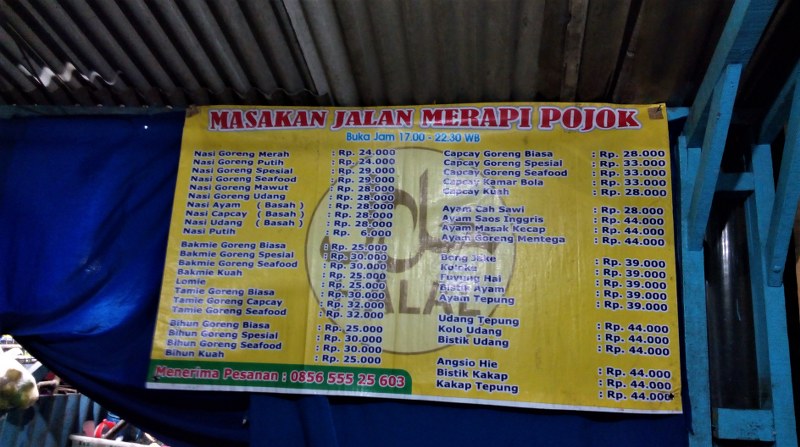 MASAKAN JALAN MERAPI POJOK
Buka Jam 17.00 - 22.30 WIB
Nasi Goreng Merah : Rp. 24.000
Nasi Goreng Putih : Rp. 24.000
Nasi Goreng Spesial : Rp. 29.000
Nasi Goreng Seafood : Rp. 29.000
Nasi Goreng Mawut : Rp. 28.000
Nasi Goreng Udang : Rp. 28.000
Nasi Ayam ( Basah ) : Rp. 28.000
Nasi Capcay ( Basah ) : Rp. 28.000
Nasi Udang ( Basah ) : Rp. 28.000
Nasi Putih : Rp. 6.000
Bakmie Goreng Biasa : Rp. 25.000
Bakmie Goreng Spesial : Rp. 30.000
Bakmie Goreng Seafood : Rp. 30.000
Bakmie Kuah : Rp. 25.000
Lomie : Rp. 25.000
Tamie Goreng Biasa : Rp. 30.000
Tamie Goreng Capcay : Rp. 32.000
Tamie Goreng Seafood : Rp. 32.000
Bihun Goreng Biasa : Rp. 25.000
Bihun Goreng Spesial : Rp. 30.000
Bihun Goreng Seafood : Rp. 30.000
Bihun Kuah : Rp. 25.000
Menerima Pesanan : 0856 555 25 603
Capcay Goreng Biasa : Rp. 28.000
Capcay Goreng Spesial : Rp. 33.000
Capcay Goreng Seafood : Rp. 33.000
Capcay Kamar Bola : Rp. 33.000
Capcay Kuah : Rp. 28.000
Ayam Cah Sawi : Rp. 28.000
Ayam Saos Inggris : Rp. 44.000
Ayam Masak Kecap : Rp. 44.000
Ayam Goreng Mentega : Rp. 44.000
Bong Jake : Rp. 39.000
Koloke : Rp. 39.000
Fuyung Hai : Rp. 39.000
Bistik Ayam : Rp. 39.000
Ayam Tepung : Rp. 39.000
Udang Tepung : Rp. 44.000
Kolo Udang : Rp. 44.000
Bistik Udang : Rp. 44.000
Angsio Hie : Rp. 44.000
Bistik Kakap : Rp. 44.000
Kakap Tepung : Rp. 44.000
حلال
HALAL